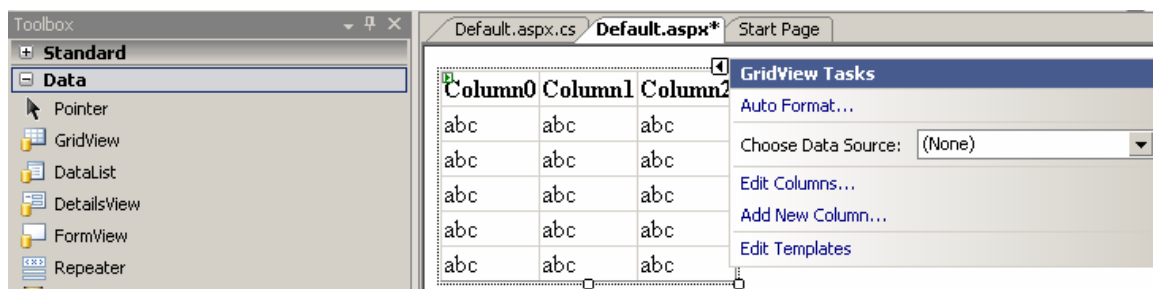 Toolbox
Standard
Data
Pointer
GridView
DataList
DetailsView
FormView
Repeater
Default.aspx.cs Default.aspx* Start Page
Column0 Column1 Column2
abc abc abc
abc abc abc
abc abc abc
abc abc abc
abc abc abc
GridView Tasks
Auto Format...
Choose Data Source: (None)
Edit Columns...
Add New Column...
Edit Templates